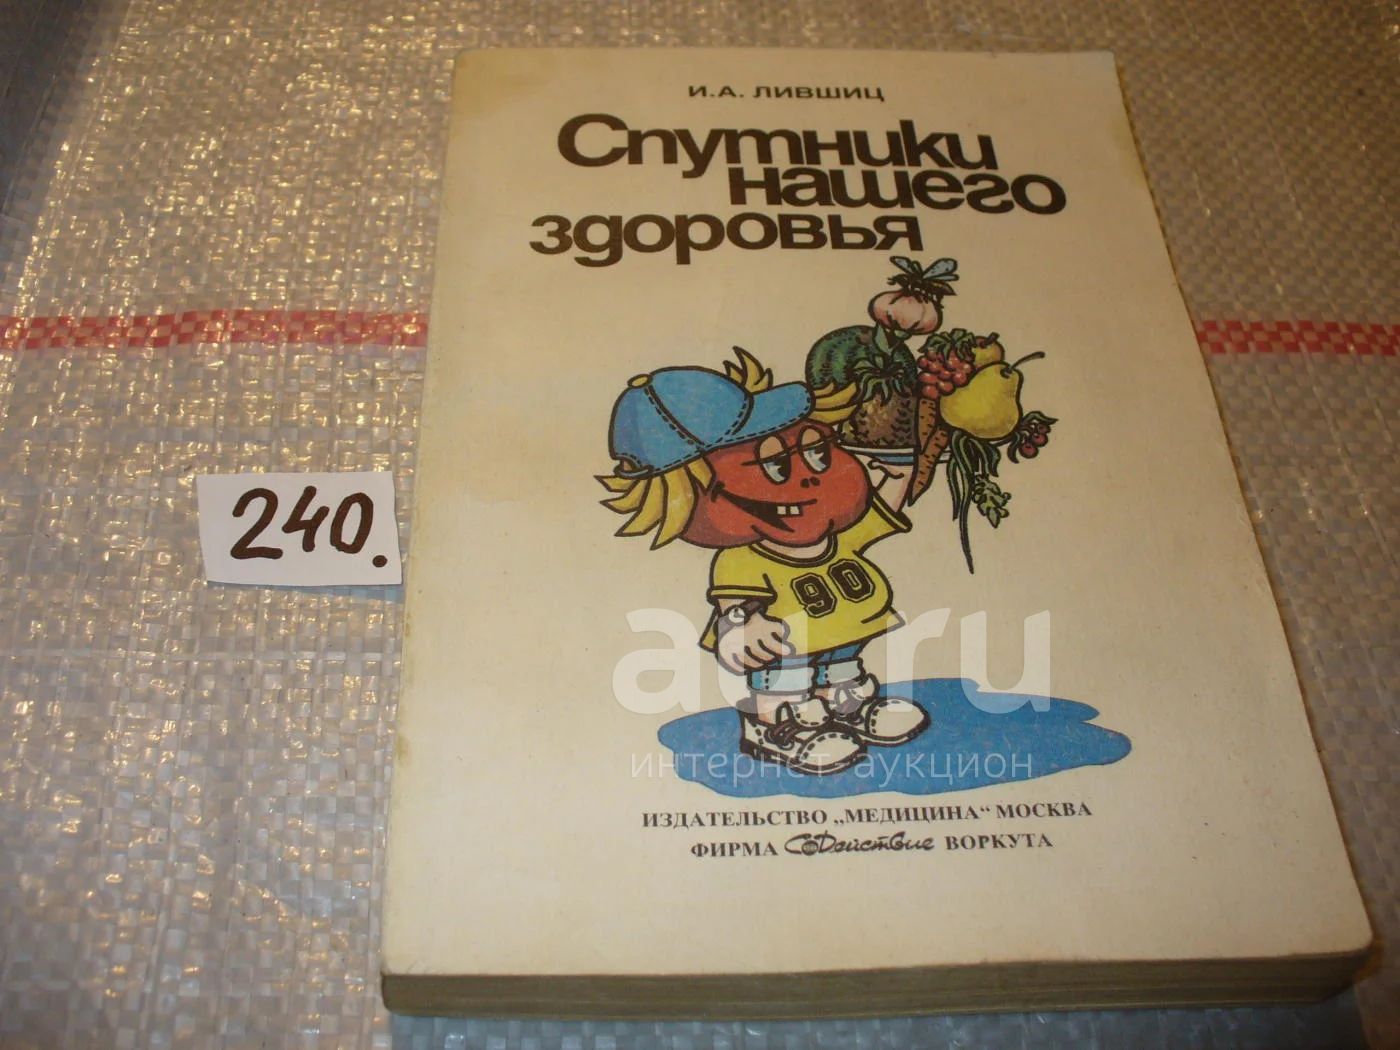 И.А. ЛИВШИЦ
Спутники
нашего
здоровья
240.
90
au.ru
интернет-аукцион
ИЗДАТЕЛЬСТВО „МЕДИЦИНА“ МОСКВА
ФИРМА СоДействие ВОРКУТА